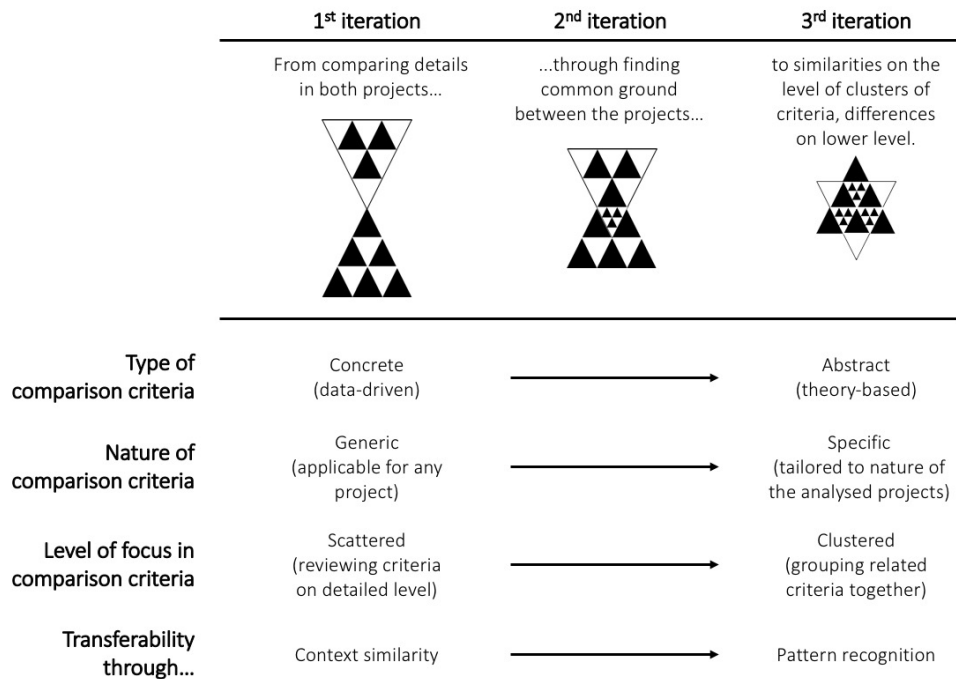 1st iteration
2nd iteration
3rd iteration
From comparing details
in both projects...
...through finding
common ground
between the projects...
to similarities on the
level of clusters of
criteria, differences
on lower level.
Type of
comparison criteria
Concrete
(data-driven)
Abstract
(theory-based)
Nature of
comparison criteria
Generic
(applicable for any
project)
Specific
(tailored to nature of
the analysed projects)
Level of focus in
comparison criteria
Scattered
(reviewing criteria
on detailed level)
Clustered
(grouping related
criteria together)
Transferability
through...
Context similarity
Pattern recognition